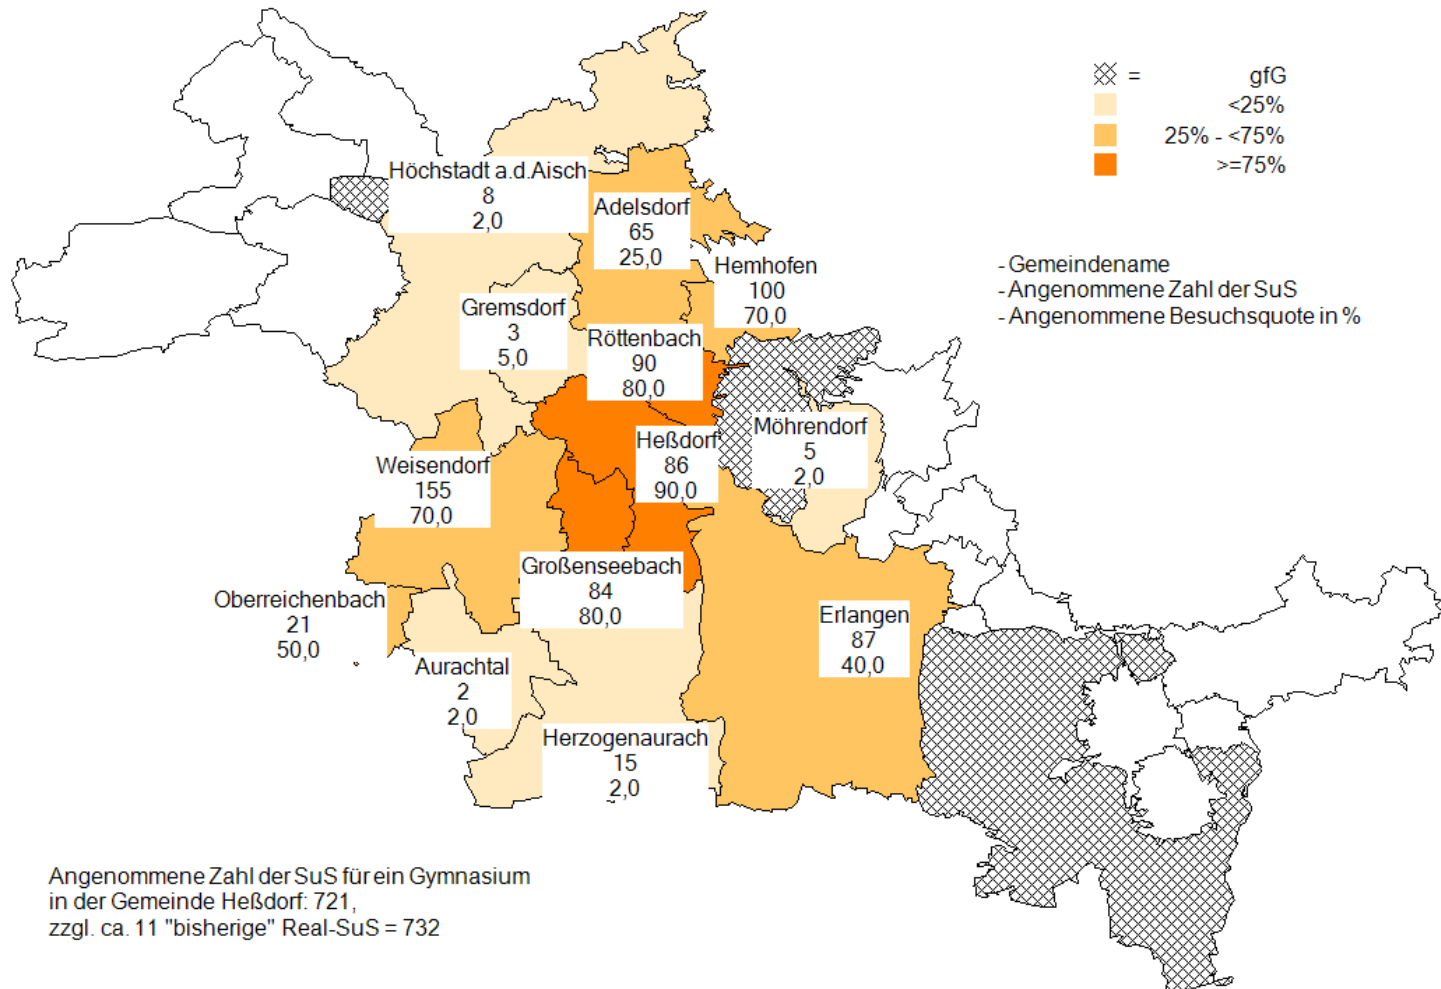 = gfG
<25%
25% - <75%
>=75%
Höchstadt a.d.Aisch
8
2,0
Adelsdorf
65
25,0
Hemhofen
100
70,0
- Gemeindename
- Angenommene Zahl der SuS
- Angenommene Besuchsquote in %
Gremsdorf
3
5,0
Röttenbach
90
80,0
Möhrendorf
5
2,0
Heßdorf
86
90,0
Weisendorf
155
70,0
Großenseebach
84
80,0
Oberreichenbach
21
50,0
Erlangen
87
40,0
Aurachtal
2
2,0
Herzogenaurach
15
2,0
Angenommene Zahl der SuS für ein Gymnasium
in der Gemeinde Heßdorf: 721,
zzgl. ca. 11 "bisherige" Real-SuS = 732